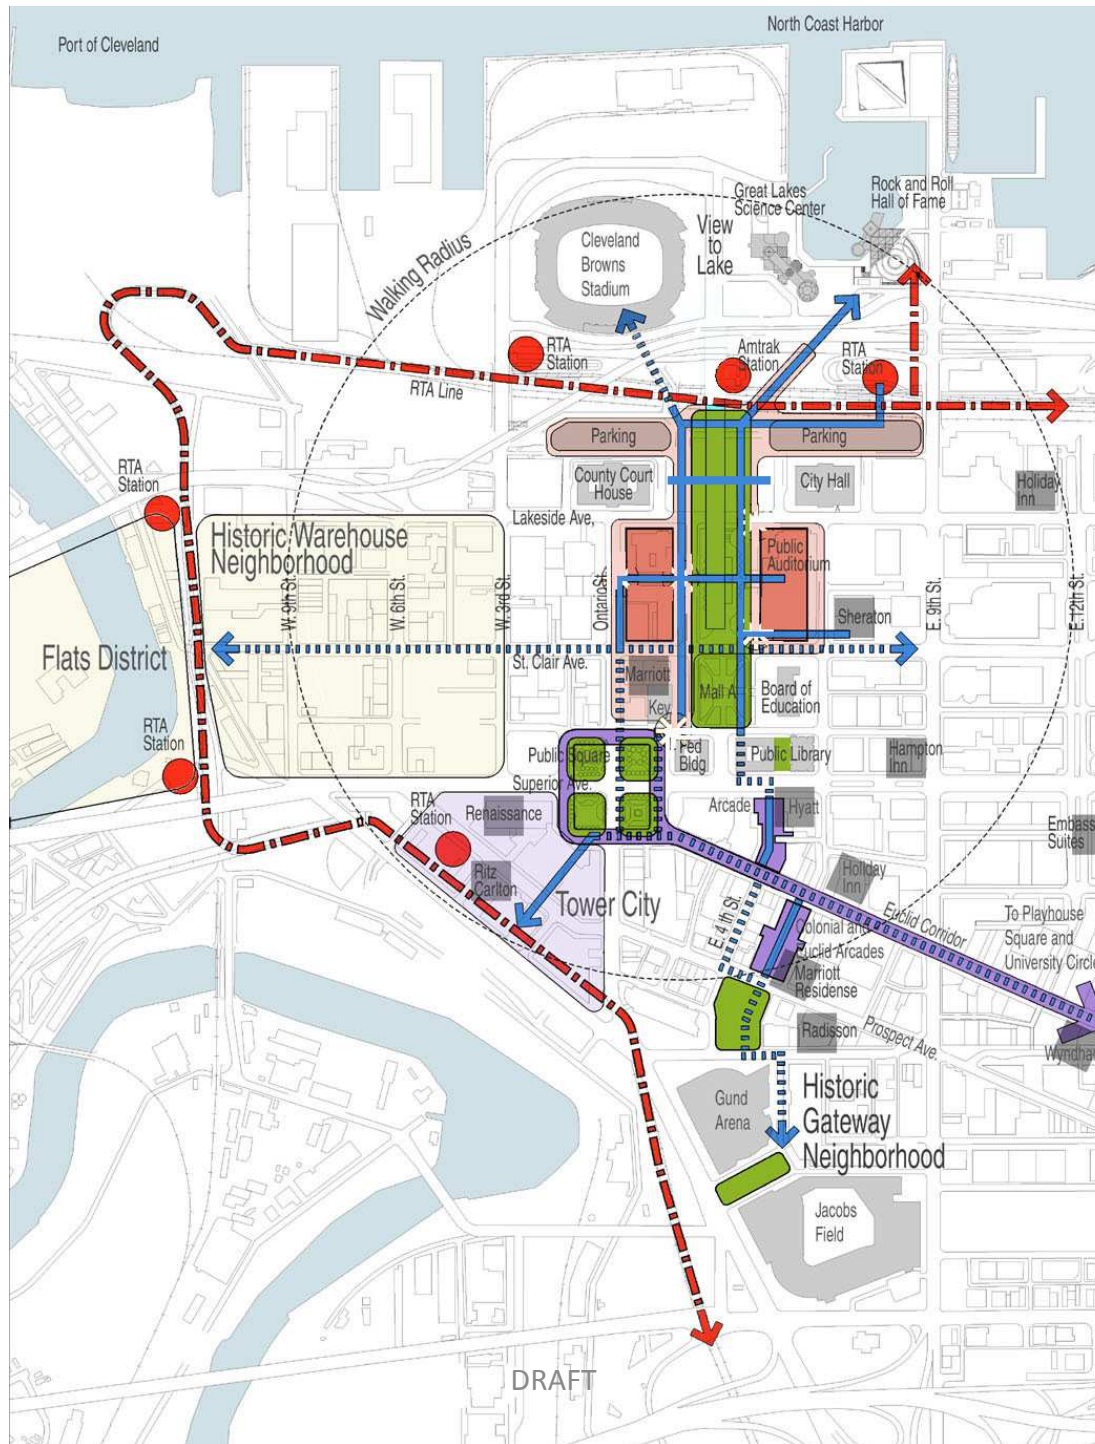 North Coast Harbor
Port of Cleveland
Great Lakes
Science Center
Rock and Roll
Hall of Fame
Walking Radius
View
to
Lake
Cleveland
Browns
Stadium
RTA
Station
Amtrak
Station
RTA
Station
RTA Line
Parking
Parking
RTA
Station
County Court
House
City Hall
Holiday
Inn
Lakeside Ave,
Historic Warehouse
Neighborhood
Public
Auditorium
W. 9th St.
W. 6th St.
W. 3rd St.
Ontario St.
E. 9th St.
E.12th St.
Sheraton
Flats District
St. Clair Ave.
Marriott
Key
Mall A
Board of
Education
RTA
Station
Public Square
Fed
Bldg
Public Library
Hampton
Inn
Superior Ave.
RTA
Station
Renaissance
Arcade
Hyatt
Embass
Suites
Ritz
Carlton
Holiday
Inn
Tower City
E. 4 th St.
Euclid Corridor
To Playhouse
Square and
University Circle
Colonial and
Euclid Arcades
Marriott
Residense
Radisson
Prospect Ave.
Wyndha
Gund
Arena
Historic
Gateway
Neighborhood
Jacobs
Field
DRAFT